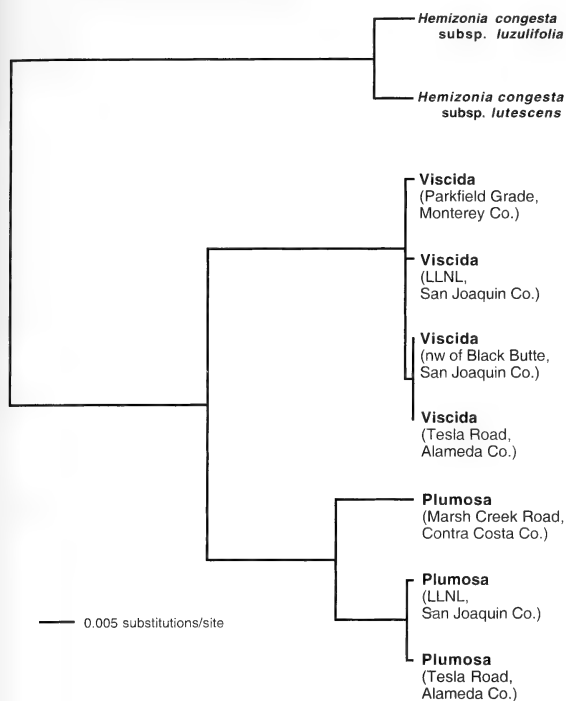 Hemizonia congesta
subsp. luzulifolia
Hemizonia congesta
subsp. lutescens
Viscida
(Parkfield Grade,
Monterey Co.)
Viscida
(LLNL,
San Joaquin Co.)
Viscida
(nw of Black Butte,
San Joaquin Co.)
Viscida
(Tesla Road,
Alameda Co.)
Plumosa
(Marsh Creek Road,
Contra Costa Co.)
Plumosa
(LLNL,
San Joaquin Co.)
0.005 substitutions/site
Plumosa
(Tesla Road,
Alameda Co.)